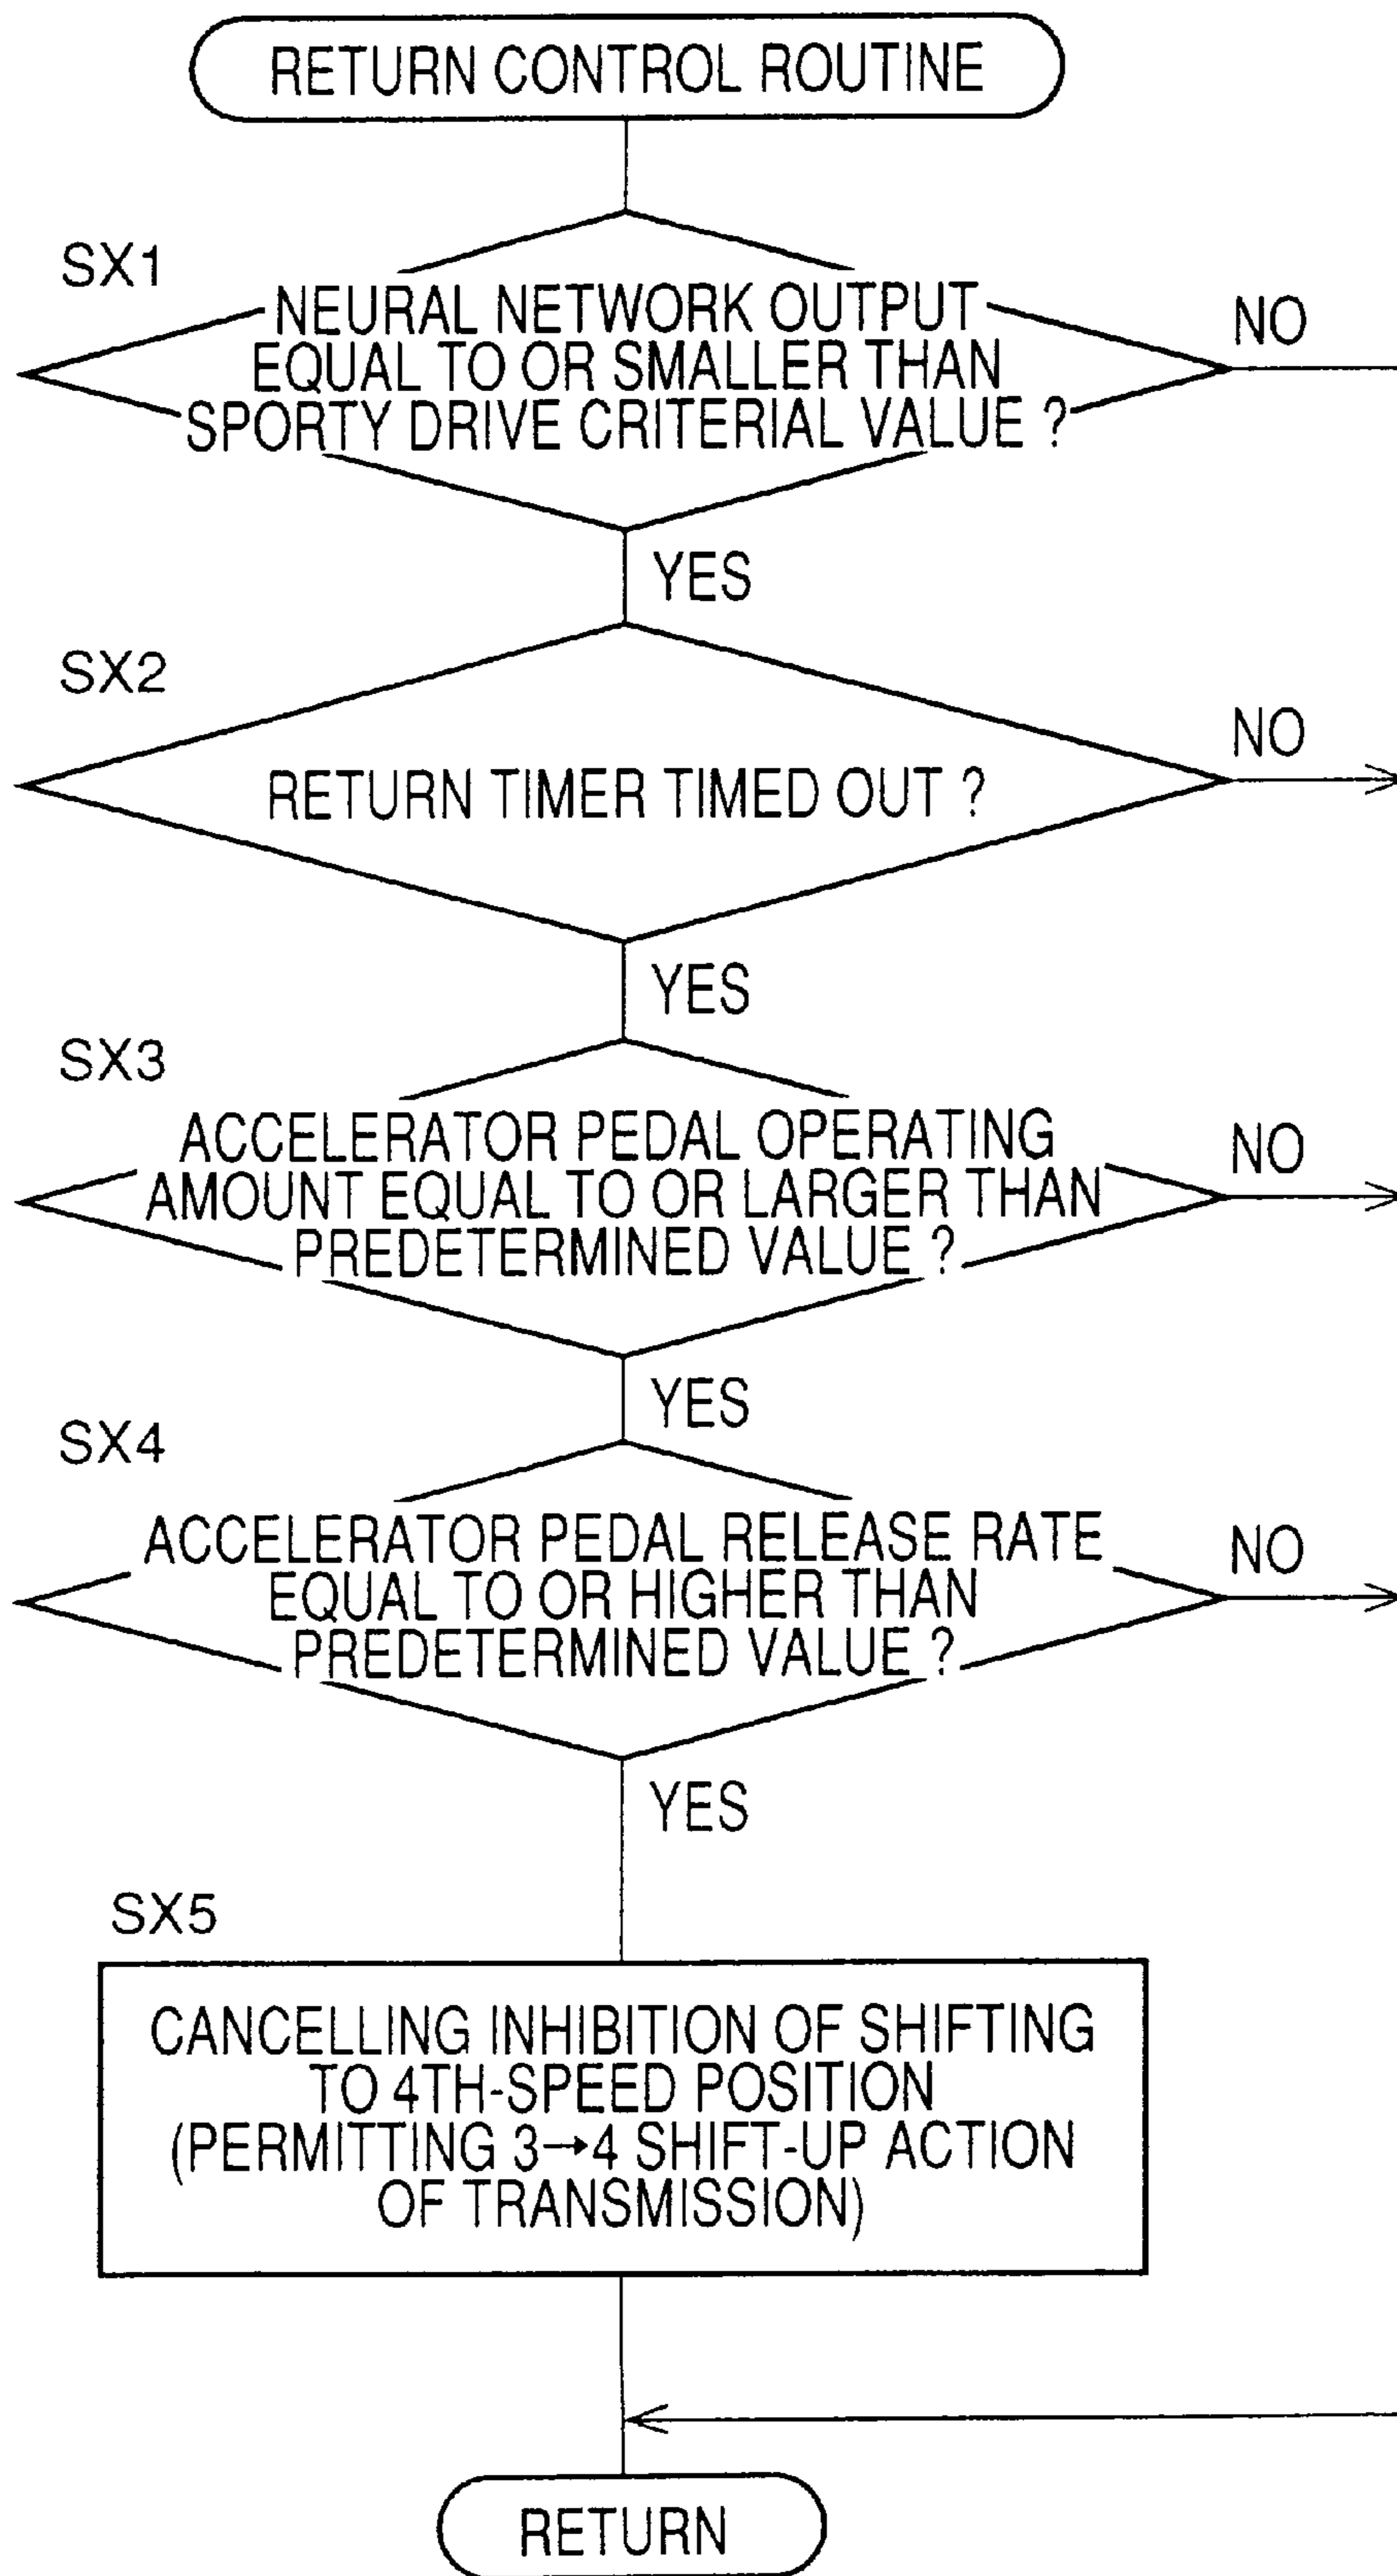 RETURN CONTROL ROUTINE
SX1
NEURAL NETWORK OUTPUT
EQUAL TO OR SMALLER THAN
SPORTY DRIVE CRITERIAL VALUE ?
NO
YES
SX2
RETURN TIMER TIMED OUT ?
NO
YES
SX3
ACCELERATOR PEDAL OPERATING
AMOUNT EQUAL TO OR LARGER THAN
PREDETERMINED VALUE ?
NO
YES
SX4
ACCELERATOR PEDAL RELEASE RATE
EQUAL TO OR HIGHER THAN
PREDETERMINED VALUE ?
NO
YES
SX5
CANCELLING INHIBITION OF SHIFTING
TO 4TH-SPEED POSITION
(PERMITTING 3→4 SHIFT-UP ACTION
OF TRANSMISSION)
RETURN